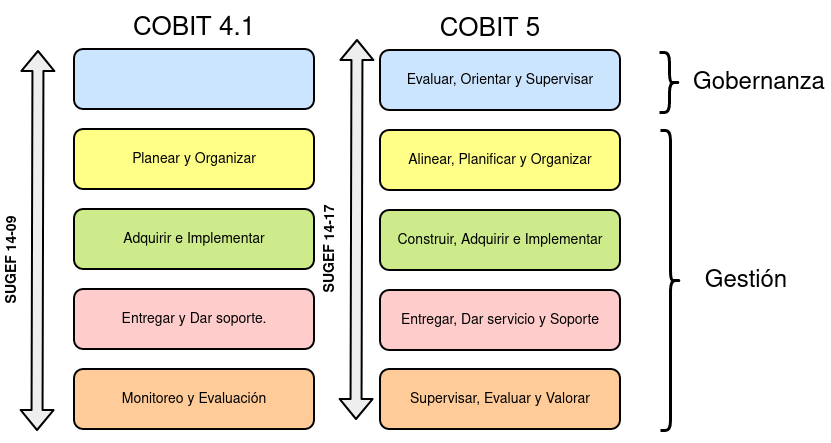 COBIT 4.1
COBIT 5
Evaluar, Orientar y Supervisar
Gobernanza
Planear y Organizar
Alinear, Planificar y Organizar
SUGEF 14-09
Adquirir e Implementar
SUGEF 14-17
Construir, Adquirir e Implementar
Gestión
Entregar y Dar soporte.
Entregar, Dar servicio y Soporte
Monitoreo y Evaluación
Supervisar, Evaluar y Valorar